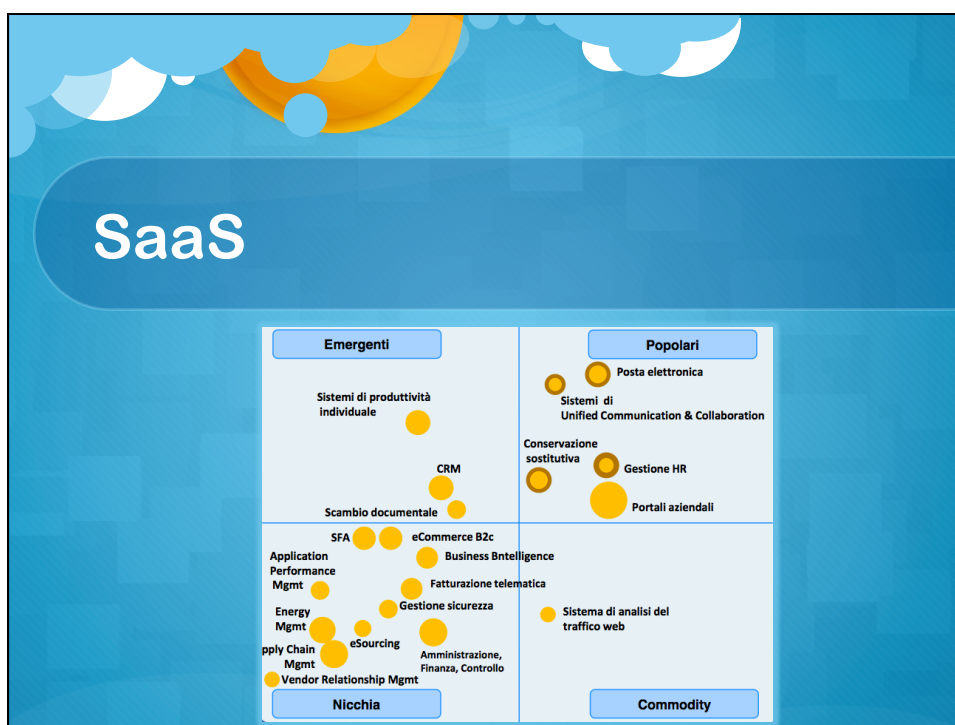 SaaS
Emergenti
Popolari
Posta elettronica
Sistemi di
Unified Communication & Collaboration
Sistemi di produttività
individuale
Conservazione
sostitutiva
CRM
Gestione HR
Scambio documentale
Portali aziendali
SFA
eCommerce B2c
Application
Performance
Mgmt
Business Bntelligence
Fatturazione telematica
Gestione sicurezza
Energy
Mgmt
Sistema di analisi del
traffico web
eSourcing
pply Chain
Mgmt
Amministrazione,
Finanza, Controllo
Vendor Relationship Mgmt
Nicchia
Commodity